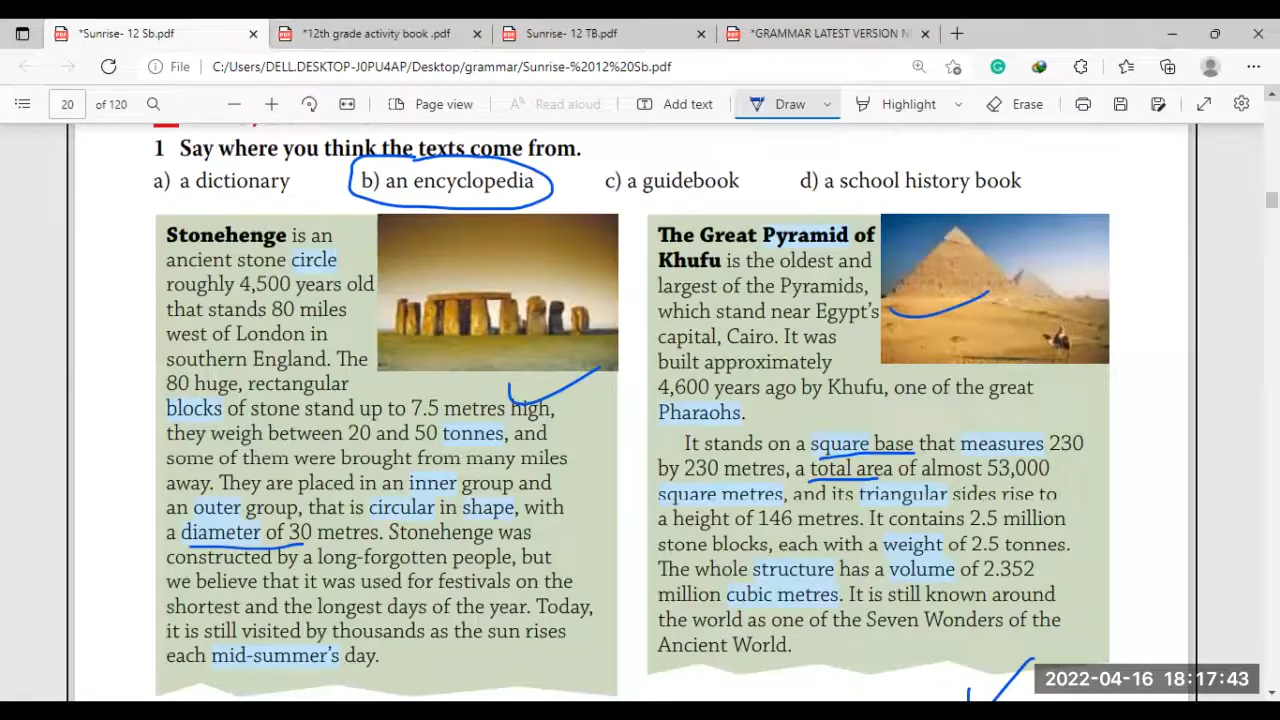 *Sunrise- 12 Sb.pdf
*12th grade activity book .pdf
Sunrise- 12 TB.pdf
*GRAMMAR LATEST VERSION N
File
C:/Users/DELL.DESKTOP-J0PU4AP/Desktop/grammar/Sunrise-%2012%20Sb.pdf
20 of 120
Page view
Read aloud
Add text
Draw
Highlight
Erase
1 Say where you think the texts come from.
a) a dictionary b) an encyclopedia c) a guidebook d) a school history book
Stonehenge is an
ancient stone circle
roughly 4,500 years old
that stands 80 miles
west of London in
southern England. The
80 huge, rectangular
blocks of stone stand up to 7.5 metres high,
they weigh between 20 and 50 tonnes, and
some of them were brought from many miles
away. They are placed in an inner group and
an outer group, that is circular in shape, with
a diameter of 30 metres. Stonehenge was
constructed by a long-forgotten people, but
we believe that it was used for festivals on the
shortest and the longest days of the year. Today,
it is still visited by thousands as the sun rises
each mid-summer's day.
The Great Pyramid of
Khufu is the oldest and
largest of the Pyramids,
which stand near Egypt's
capital, Cairo. It was
built approximately
4,600 years ago by Khufu, one of the great
Pharaohs.
It stands on a square base that measures 230
by 230 metres, a total area of almost 53,000
square metres, and its triangular sides rise to
a height of 146 metres. It contains 2.5 million
stone blocks, each with a weight of 2.5 tonnes.
The whole structure has a volume of 2.352
million cubic metres. It is still known around
the world as one of the Seven Wonders of the
Ancient World.
2022-04-16 18:17:43